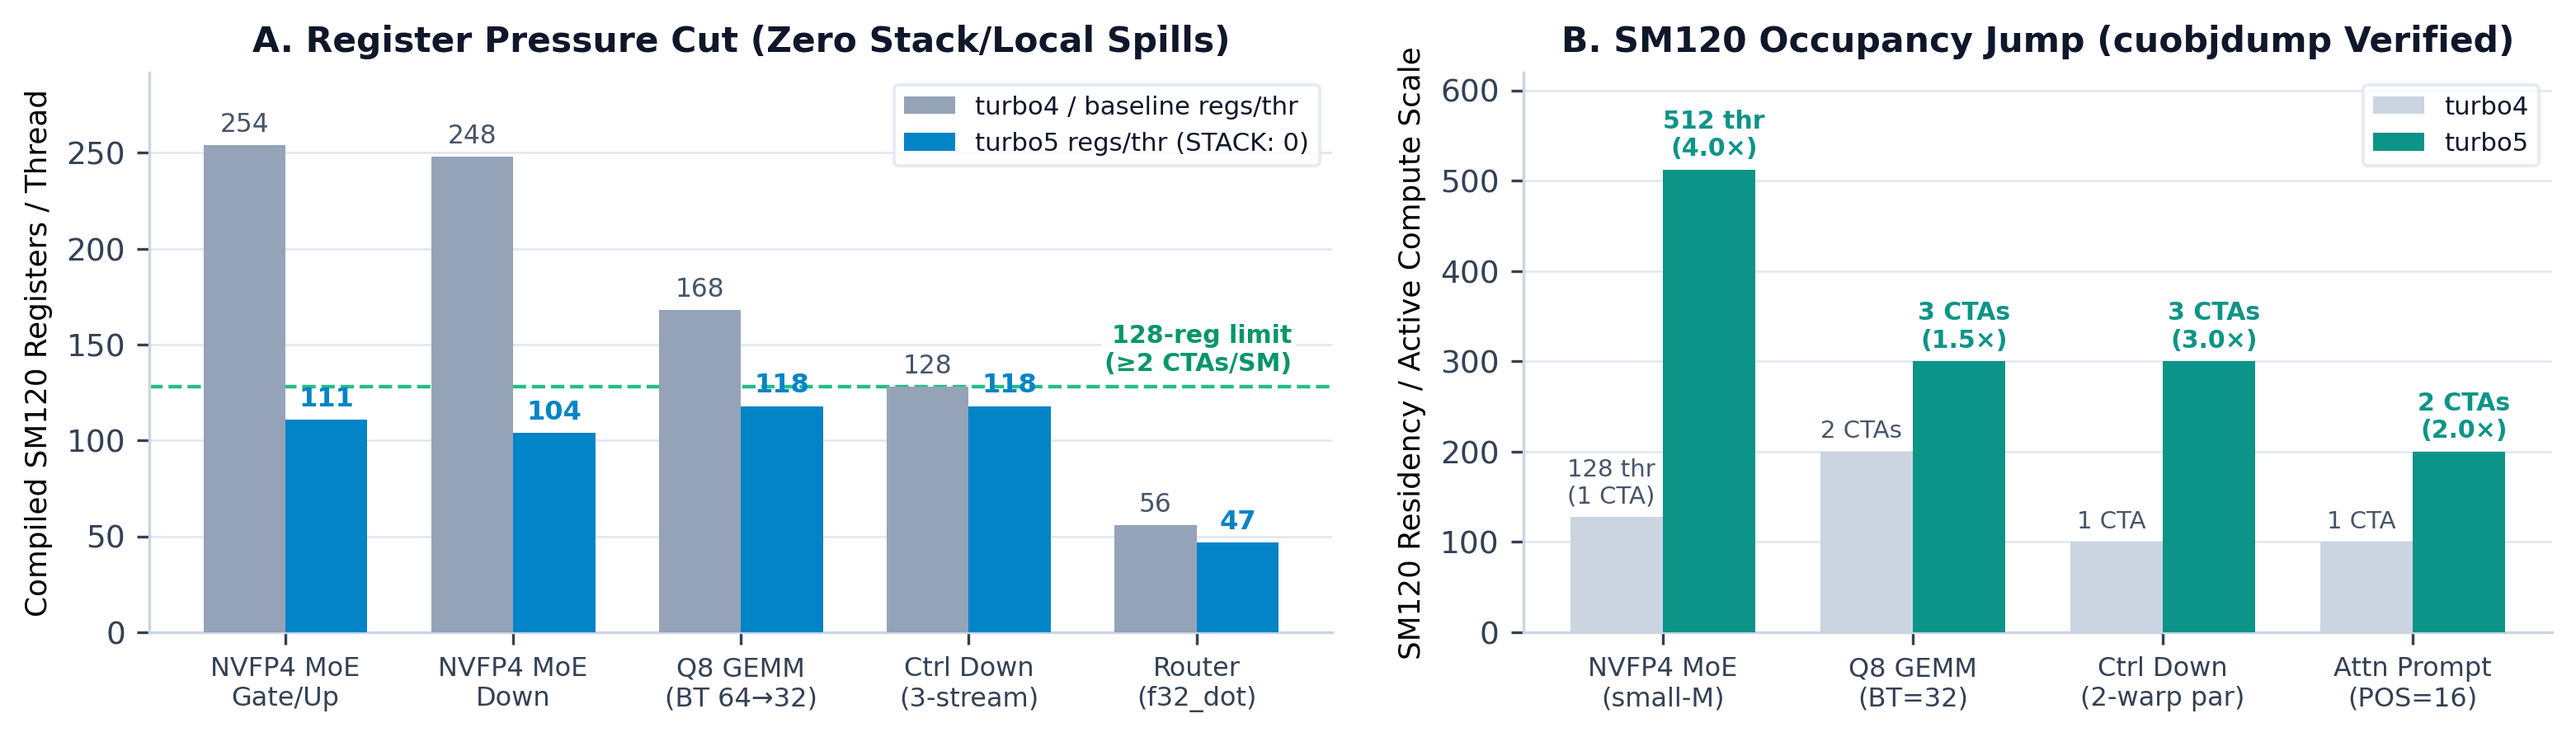 A. Register Pressure Cut (Zero Stack/Local Spills)
Compiled SM120 Registers / Thread
250
200
150
100
50
0
turbo4 / baseline regs/thr
turbo5 regs/thr (STACK: 0)
254
111
248
104
168
118
128
118
56
47
128-reg limit
(≥2 CTAs/SM)
NVFP4 MoE
Gate/Up
NVFP4 MoE
Down
Q8 GEMM
(BT 64→32)
Ctrl Down
(3-stream)
Router
(f32_dot)
B. SM120 Occupancy Jump (cuobjdump Verified)
SM120 Residency / Active Compute Scale
600
500
400
300
200
100
0
turbo4
turbo5
128 thr
(1 CTA)
512 thr
(4.0×)
2 CTAs
3 CTAs
(1.5×)
1 CTA
3 CTAs
(3.0×)
1 CTA
2 CTAs
(2.0×)
NVFP4 MoE
(small-M)
Q8 GEMM
(BT=32)
Ctrl Down
(2-warp par)
Attn Prompt
(POS=16)